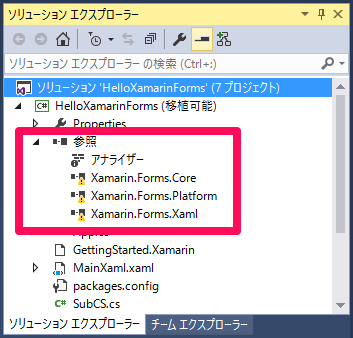 ソリューション エクスプローラー
ソリューション エクスプローラー の検索 (Ctrl+:)
ソリューション 'HelloXamarinForms' (7 プロジェクト)
HelloXamarinForms (移植可能)
Properties
参照
アナライザー
Xamarin.Forms.Core
Xamarin.Forms.Platform
Xamarin.Forms.Xaml
GettingStarted.Xamarin
MainXaml.xaml
packages.config
SubCS.cs
ソリューション エクスプローラー チーム エクスプローラー